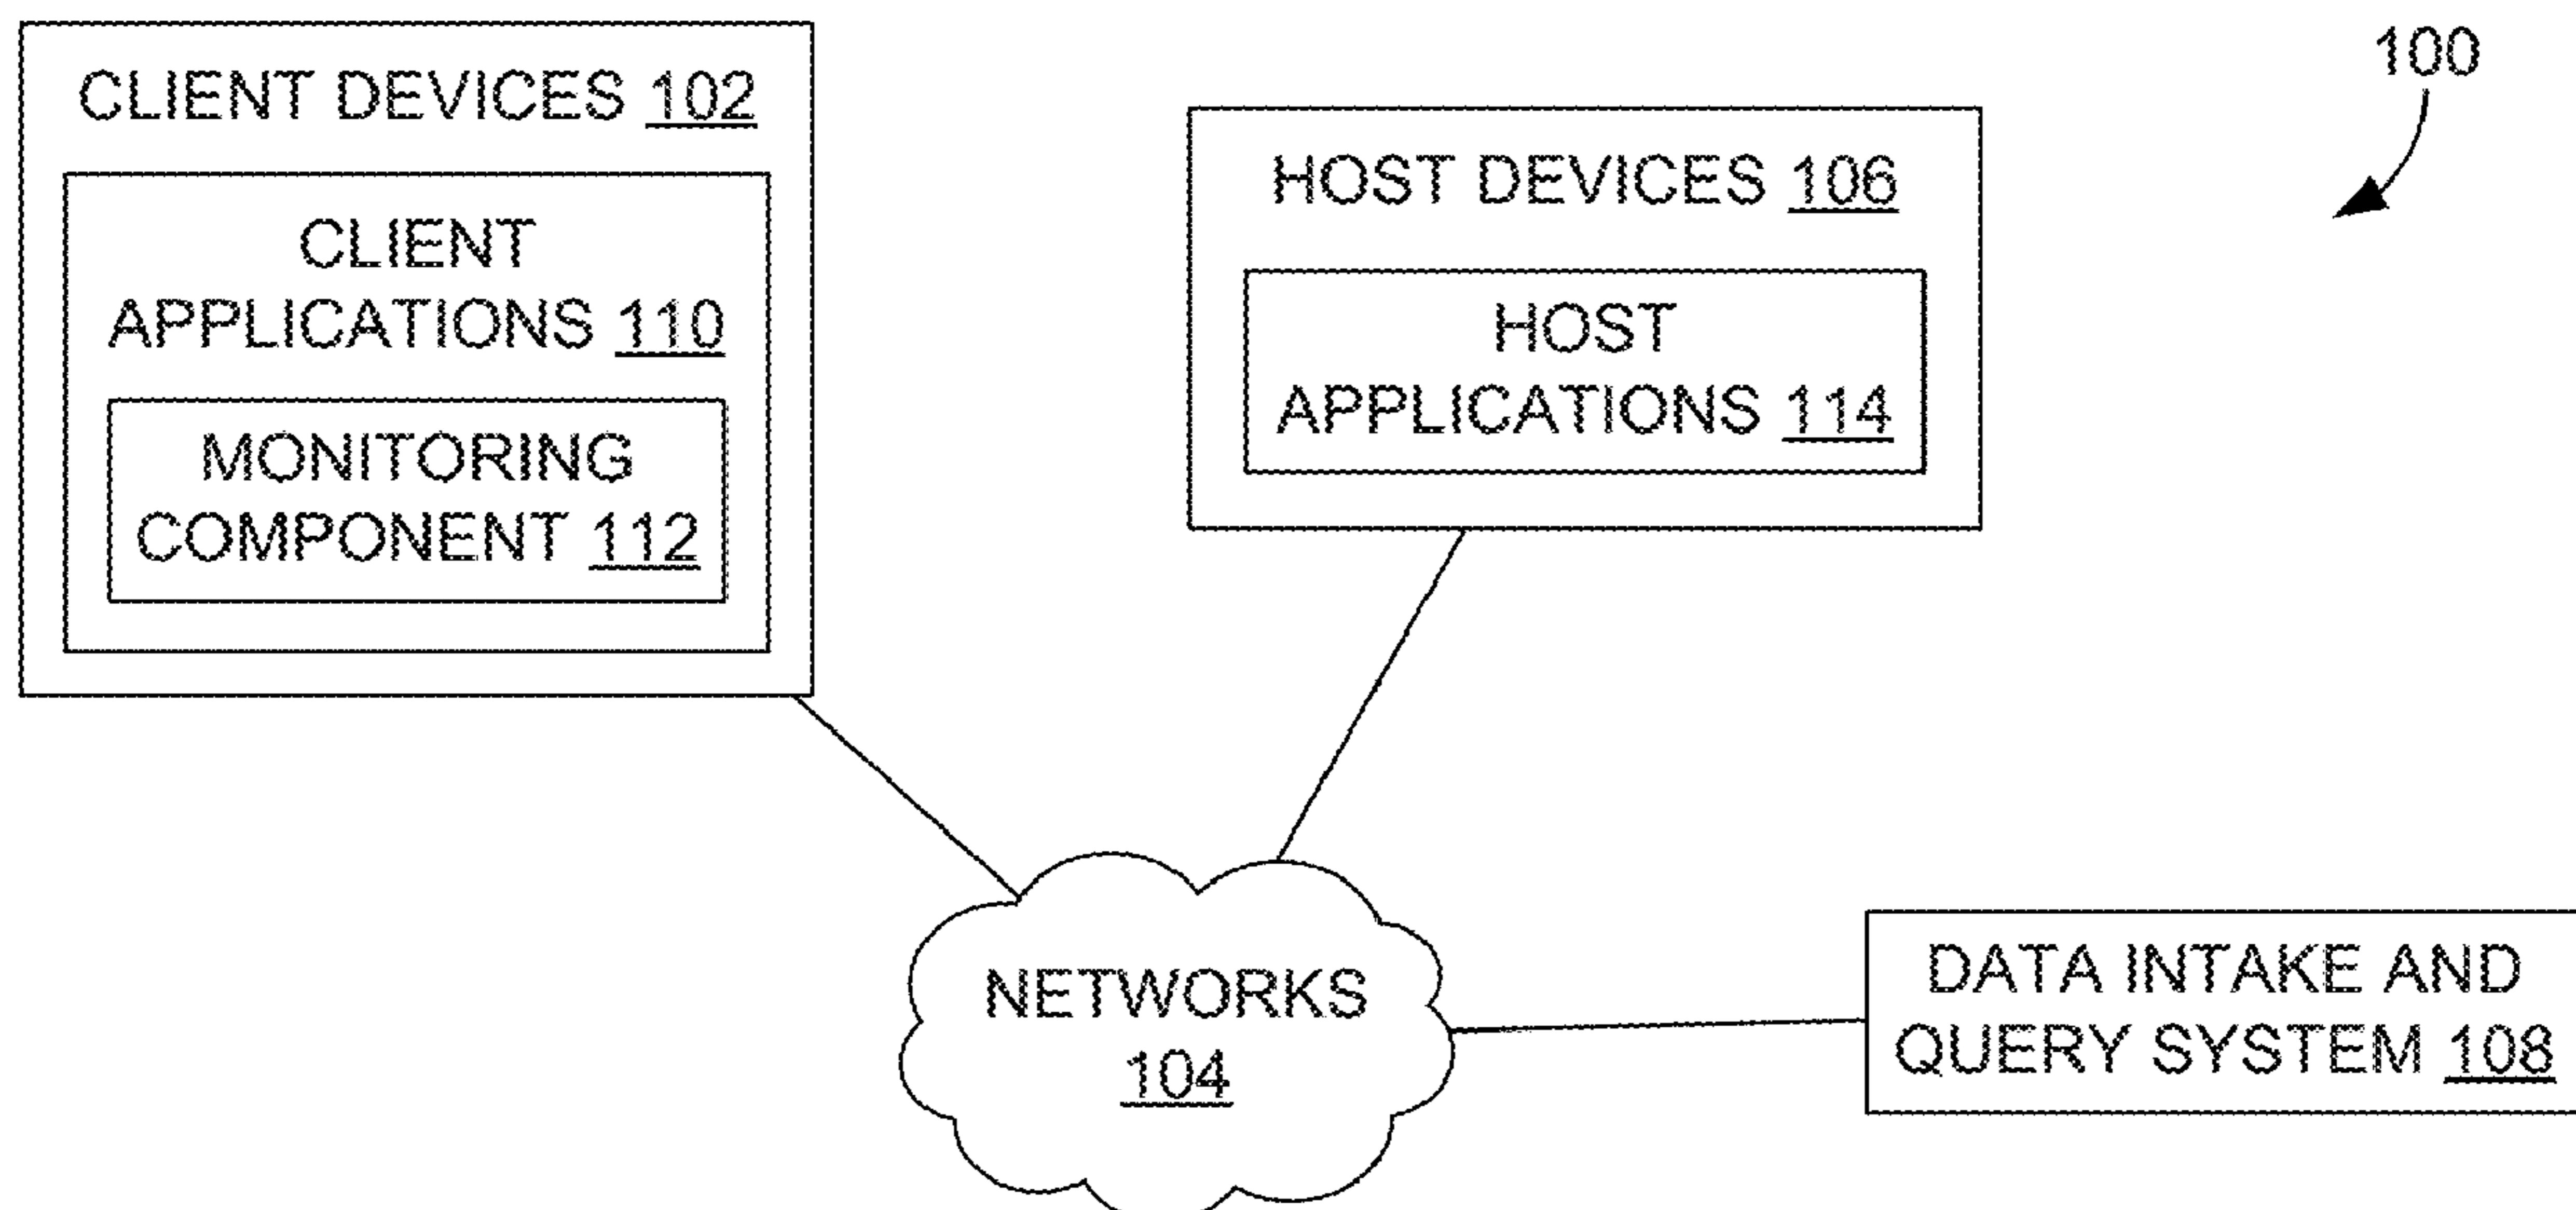 100
CLIENT DEVICES 102
CLIENT
APPLICATIONS 110
MONITORING
COMPONENT 112
HOST DEVICES 106
HOST
APPLICATIONS 114
NETWORKS
104
DATA INTAKE AND
QUERY SYSTEM 108